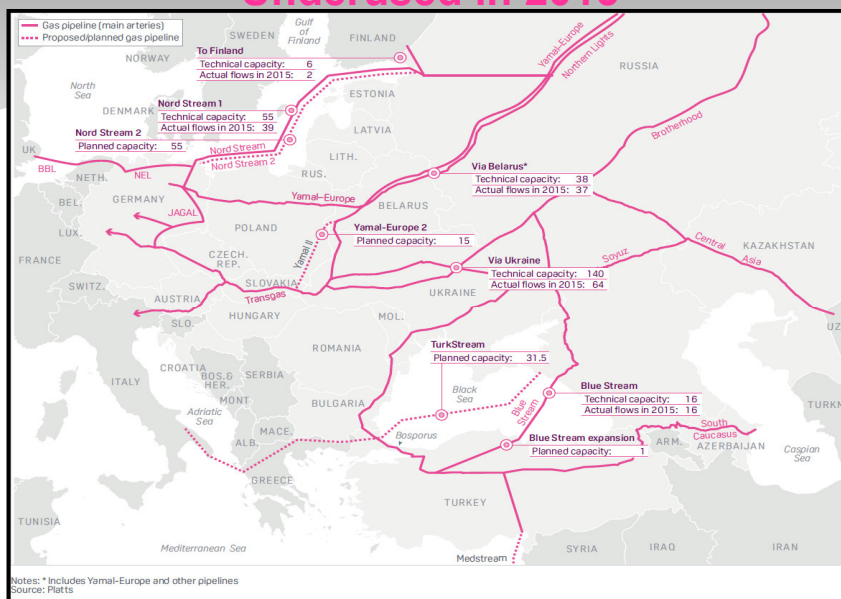 Gas pipeline (main arteries)
Proposed/planned gas pipeline
SWEDEN
Gulf
of
Finland
FINLAND
NORWAY
To Finland
Technical capacity: 6
Actual flows in 2015: 2
Yamal–Europe
Northern Lights
RUSSIA
North
Sea
ESTONIA
DENMARK
Nord Stream 1
Technical capacity: 55
Actual flows in 2015: 39
LATVIA
Brotherhood
Nord Stream 2
Planned capacity: 55
Nord Stream
Nord Stream 2
LITH.
UK
BBL
NEL
RUS.
Via Belarus*
Technical capacity: 38
Actual flows in 2015: 37
NETH.
GERMANY
Yamal–Europe
BELARUS
BEL.
JAGAL
POLAND
Yamal-Europe 2
Planned capacity: 15
LUX.
Yamal II
CZECH.
REP.
Via Ukraine
Technical capacity: 140
Actual flows in 2015: 64
Soyuz
Central
Asia
KAZAKHSTAN
FRANCE
SLOVAKIA
Transgas
UKRAINE
SWITZ.
AUSTRIA
HUNGARY
MOL.
SLO.
UZ
ROMANIA
TurkStream
Planned capacity: 31.5
CROATIA
BOS.&
HER.
SERBIA
ITALY
Black
Sea
Blue
Stream
Blue Stream
Technical capacity: 16
Actual flows in 2015: 16
TURKM
MONT
BULGARIA
Adriatic
Sea
MACE.
ALB.
Bosporus
Blue Stream expansion
Planned capacity: 1
South
Caucasus
ARM.
AZERBAIJAN
Caspian
Sea
GREECE
TURKEY
TUNISIA
Mediterranean Sea
Medstream
SYRIA
IRAQ
IRAN
Notes: * Includes Yamal-Europe and other pipelines
Source: Platts